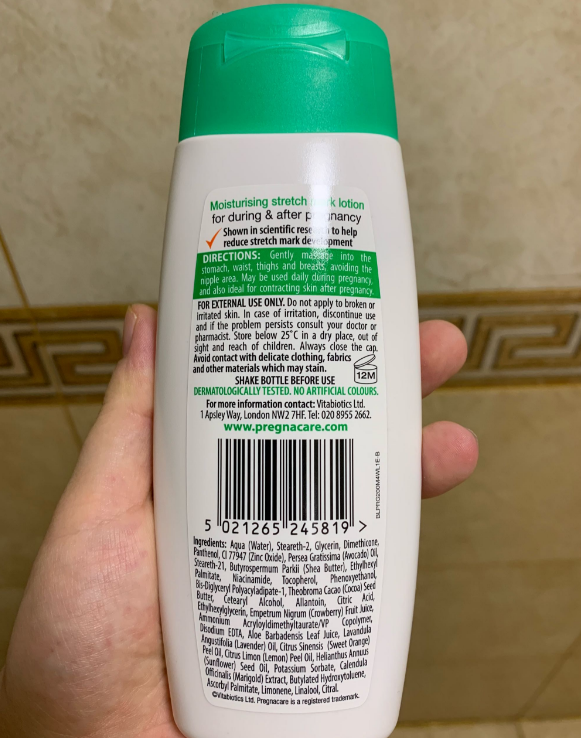 Moisturising stretch mark lotion
for during & after pregnancy
Shown in scientific research to help
reduce stretch mark development
DIRECTIONS: Gently massage into the
stomach, waist, thighs and breasts, avoiding the
nipple area. May be used daily during pregnancy,
and also ideal for contracting skin after pregnancy.
FOR EXTERNAL USE ONLY. Do not apply to broken or
irritated skin. In case of irritation, discontinue use
and if the problem persists consult your doctor or
pharmacist. Store below 25°C in a dry place, out of
sight and reach of children. Always close the cap.
Avoid contact with delicate clothing, fabrics
and other materials which may stain.
12M
SHAKE BOTTLE BEFORE USE
DERMATOLOGICALLY TESTED. NO ARTIFICIAL COLOURS.
For more information contact: Vitabiotics Ltd.
1 Apsley Way, London NW2 7HF. Tel: 020 8955 2662.
www.pregnacare.com
5 021265 245819 >
Ingredients: Aqua (Water), Steareth-2, Glycerin, Dimethicone,
Panthenol, CI 77947 (Zinc Oxide), Persea Gratissima (Avocado) Oil,
Steareth-21, Butyrospermum Parkii (Shea Butter), Ethylhexyl
Palmitate, Niacinamide, Tocopherol, Phenoxyethanol,
Bis-Diglyceryl Polyacyladipate-1, Theobroma Cacao (Cocoa) Seed
Butter, Cetearyl Alcohol, Allantoin, Citric Acid,
Ethylhexylglycerin, Empetrum Nigrum (Crowberry) Fruit Juice,
Ammonium Acryloyldimethyltaurate/VP Copolymer,
Disodium EDTA, Aloe Barbadensis Leaf Juice, Lavandula
Angustifolia (Lavender) Oil, Citrus Sinensis (Sweet Orange)
Peel Oil, Citrus Limon (Lemon) Peel Oil, Helianthus Annuus
(Sunflower) Seed Oil, Potassium Sorbate, Calendula
Officinalis (Marigold) Extract, Butylated Hydroxytoluene,
Ascorbyl Palmitate, Limonene, Linalool, Citral.
©Vitabiotics Ltd. Pregnacare is a registered trademark.